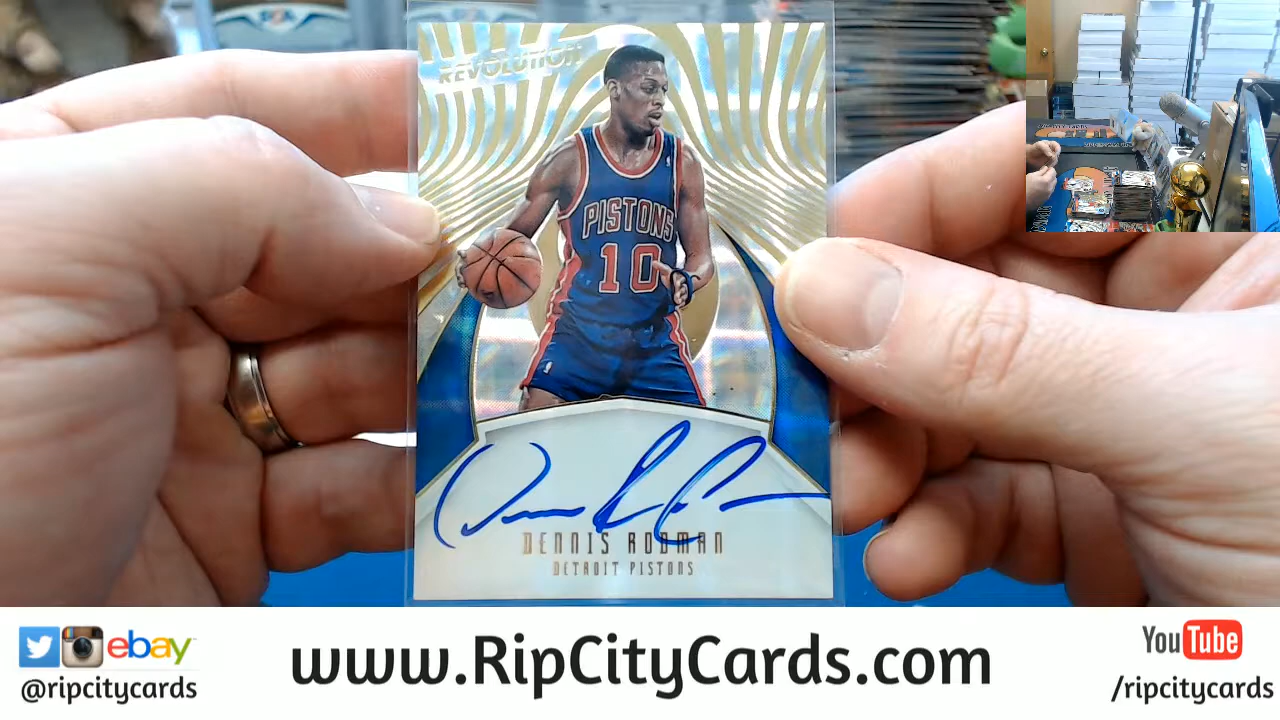 REVOLUTION
PISTONS
10
DENNIS RODMAN
DETROIT PISTONS
ebay
@ripcitycards
www.RipCityCards.com
YouTube
/ripcitycards